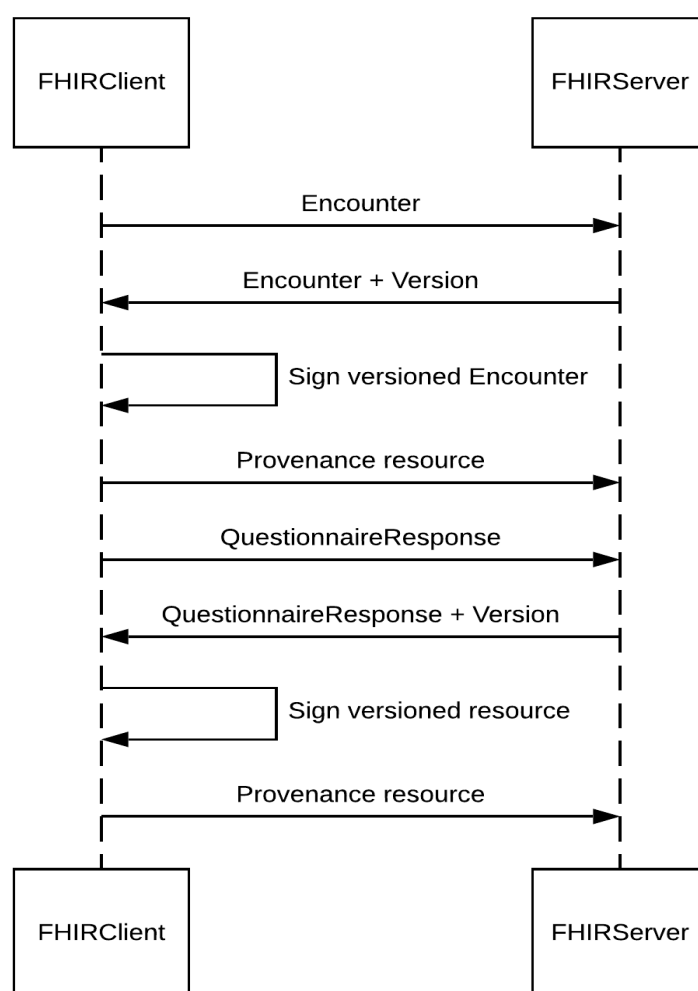 FHIRClient
FHIRServer
Encounter
Encounter + Version
Sign versioned Encounter
Provenance resource
QuestionnaireResponse
QuestionnaireResponse + Version
Sign versioned resource
Provenance resource
FHIRClient
FHIRServer